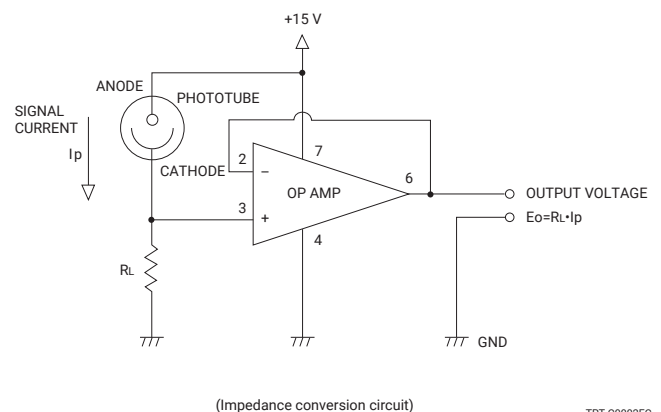 +15 V
ANODE
PHOTOTUBE
SIGNAL
CURRENT
Ip
CATHODE
2
7
−
OP AMP
6
3
+
4
OUTPUT VOLTAGE
Eo=RL•Ip
RL
GND
(Impedance conversion circuit)